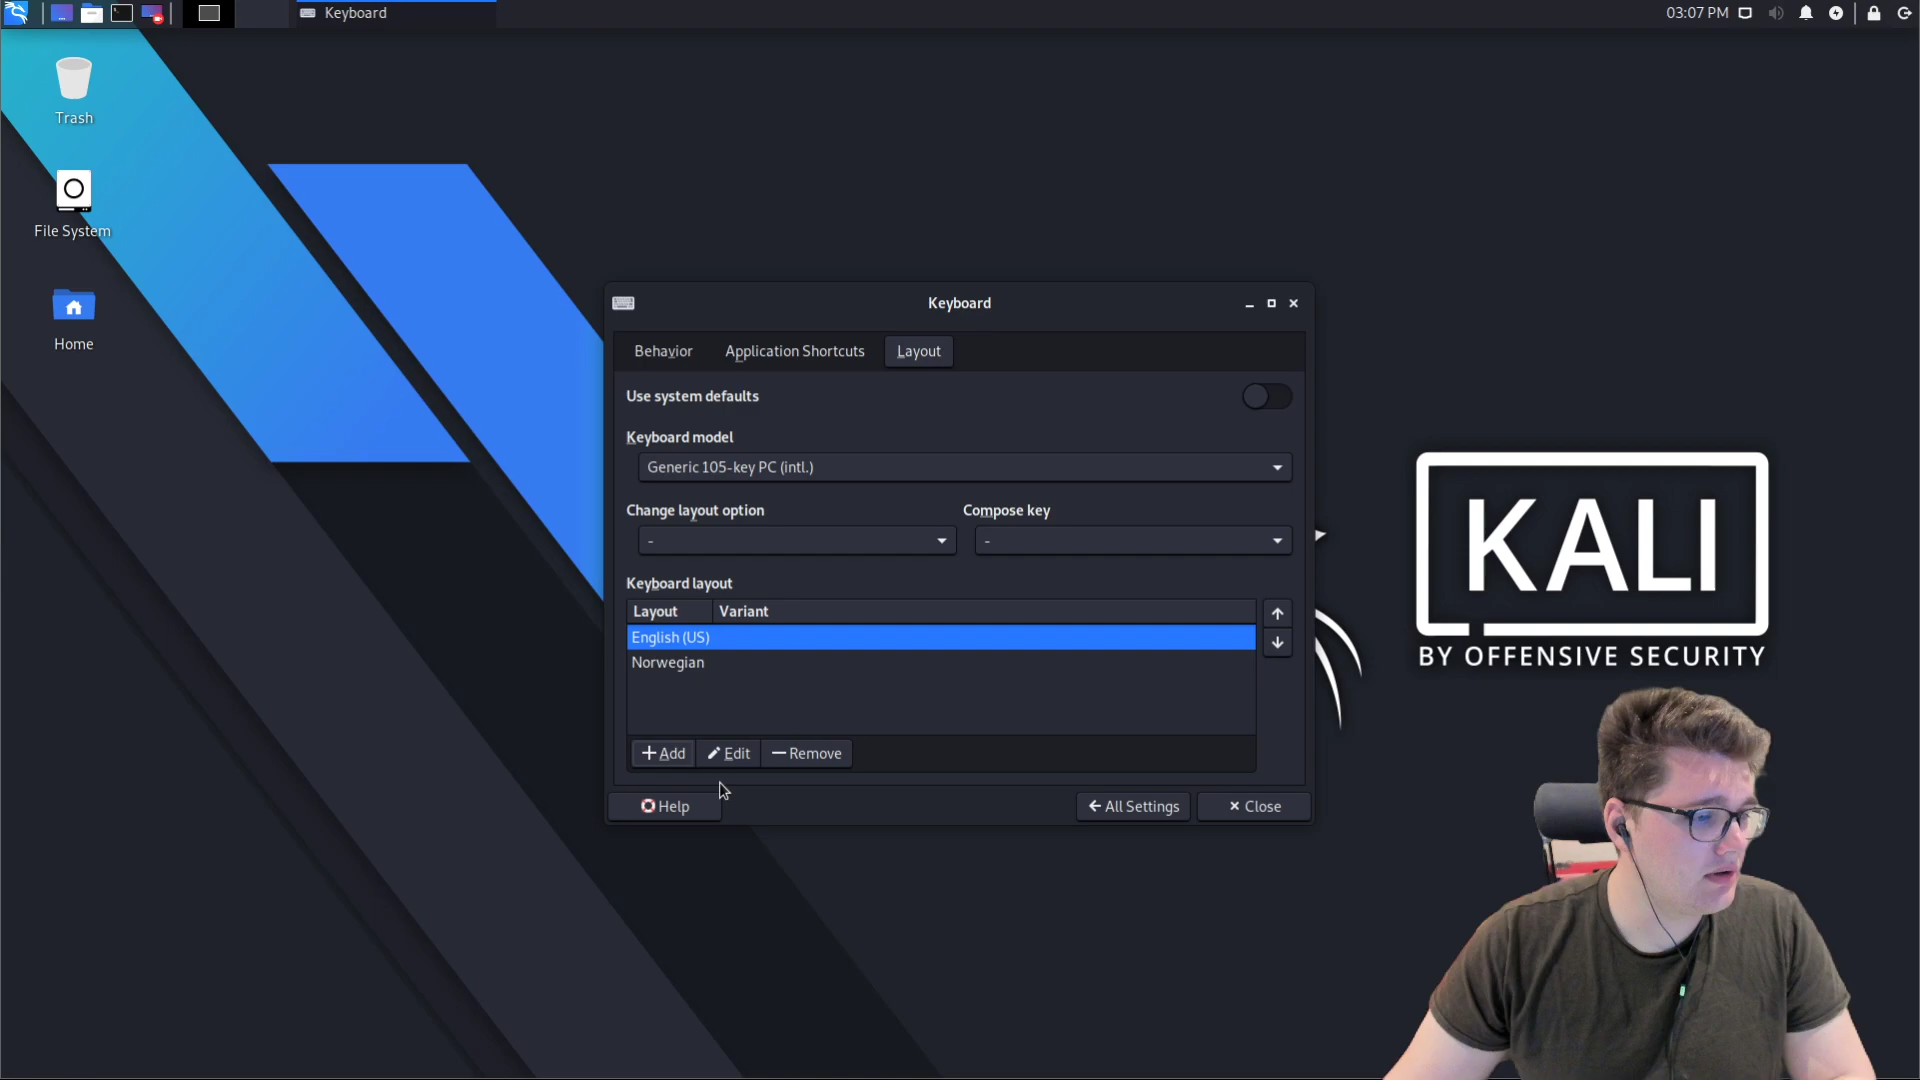 Keyboard
03:07 PM
Trash
File System
Home
Keyboard
Behavior Application Shortcuts Layout
Use system defaults
Keyboard model
Generic 105-key PC (intl.)
Change layout option Compose key
- -
Keyboard layout
Layout Variant
English (US)
Norwegian
Add Edit Remove
Help All Settings Close
KALI
BY OFFENSIVE SECURITY